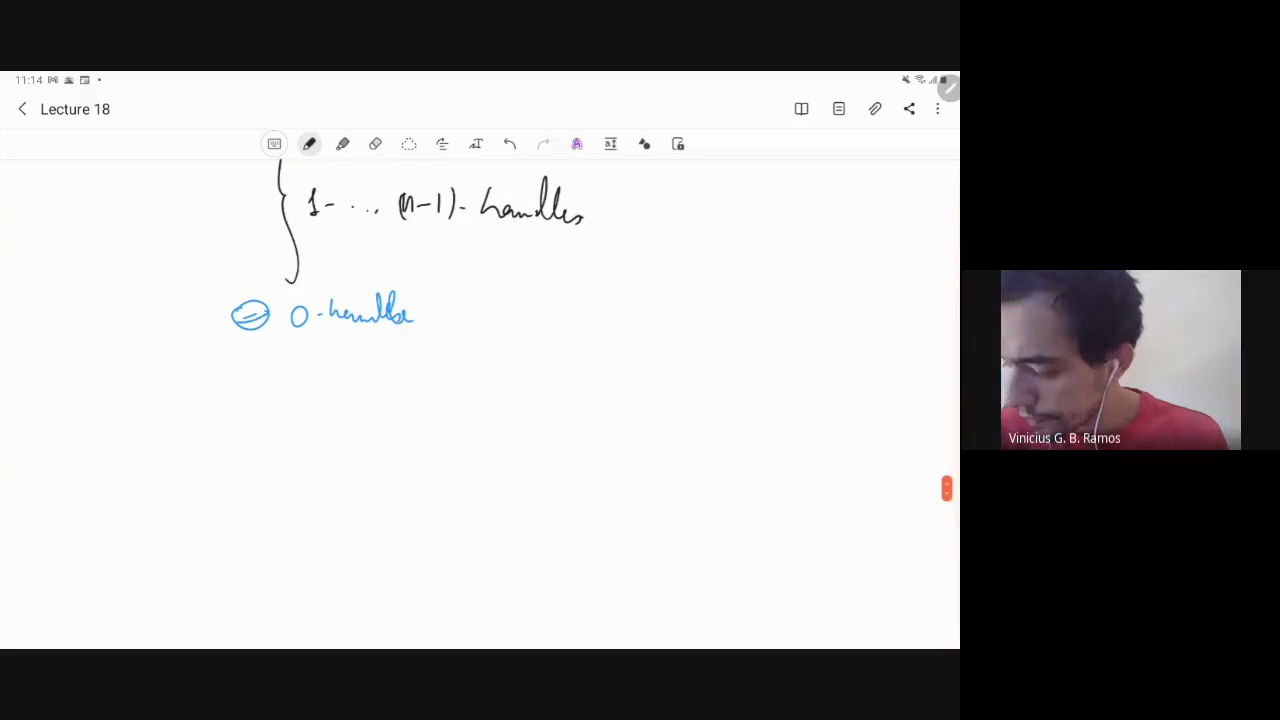 11:14
Lecture 18
1- ... (n-1)- handles
0-handle
Vinicius G. B. Ramos